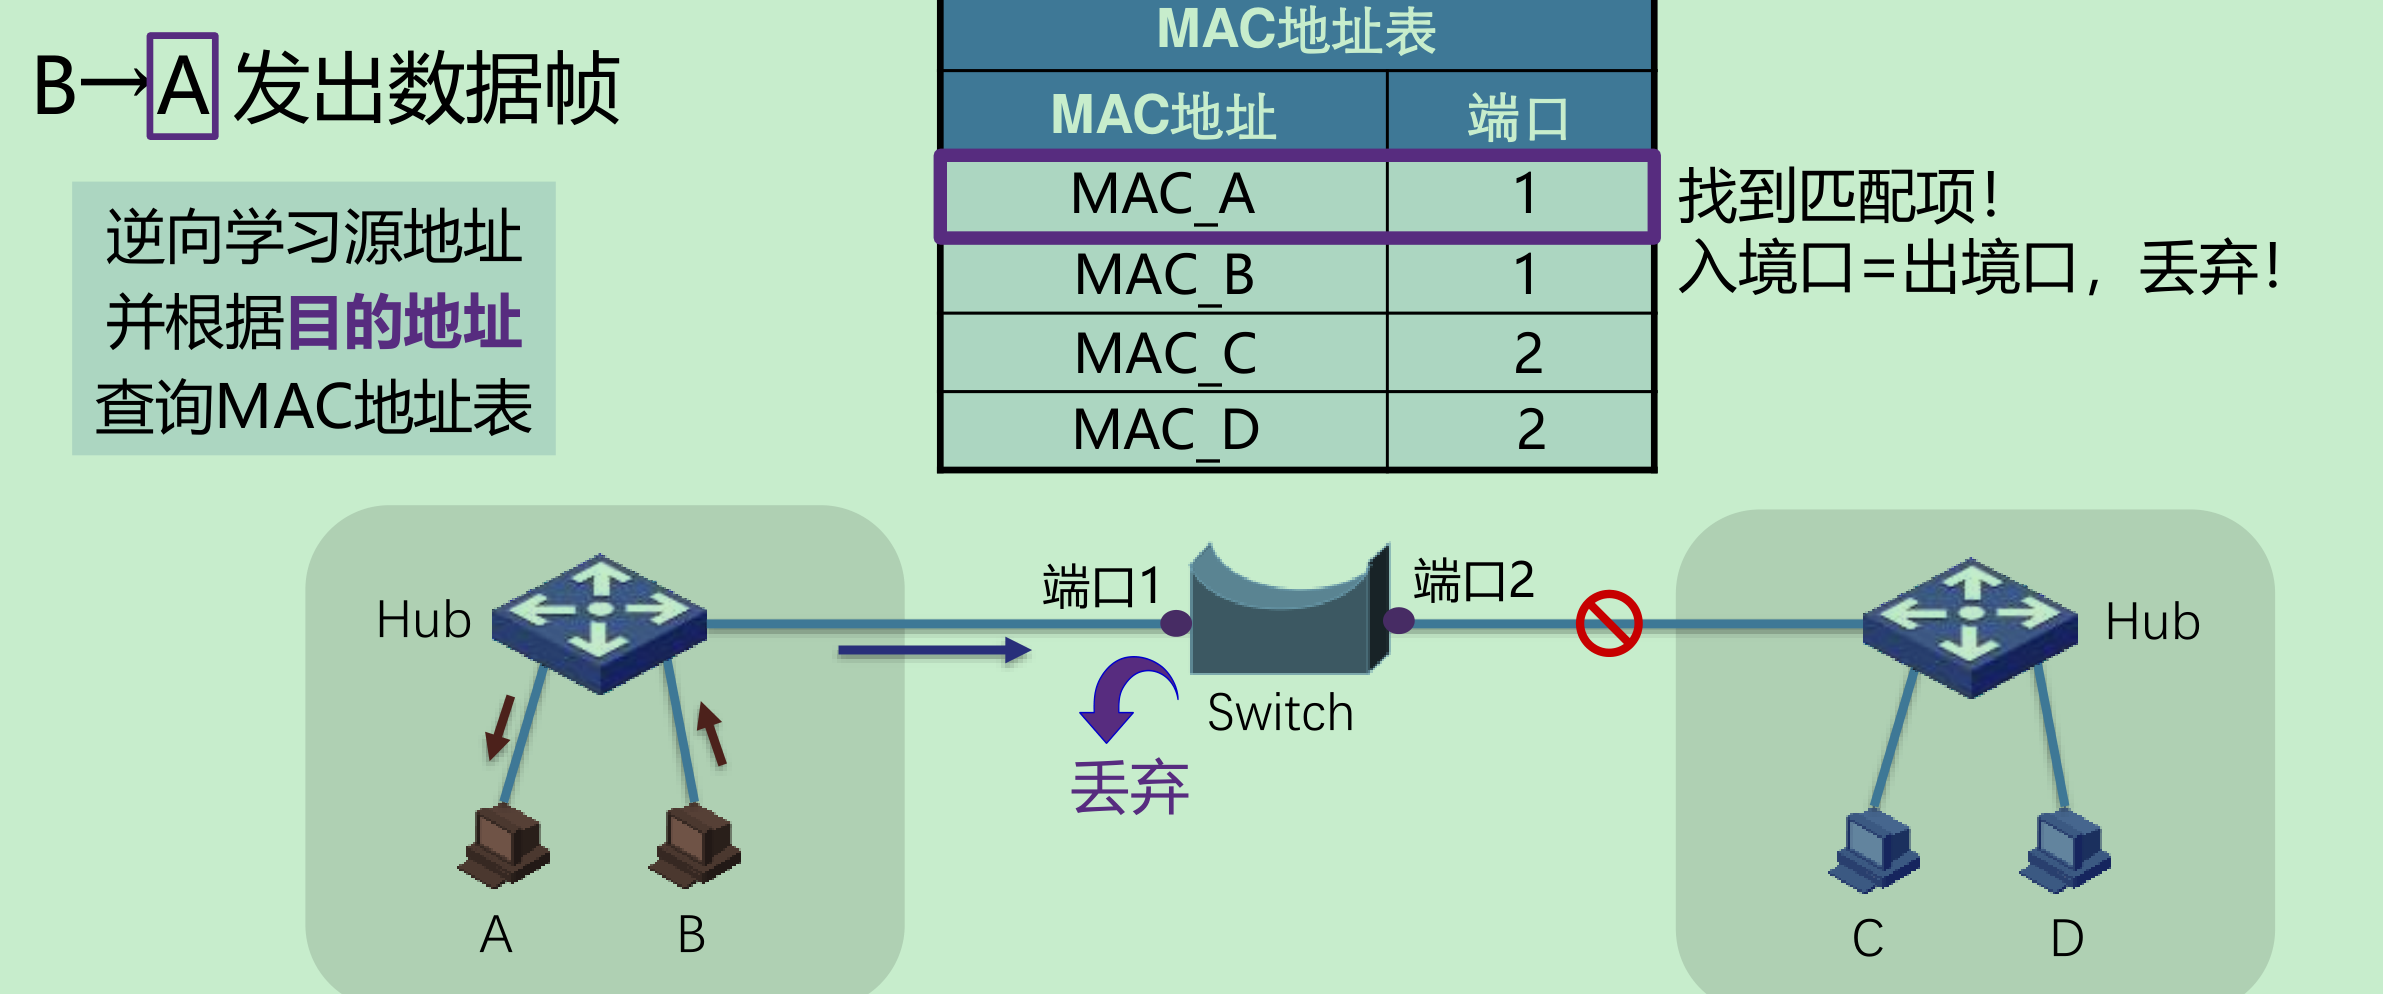 B→A 发出数据帧
逆向学习源地址
并根据目的地址
查询MAC地址表
MAC地址表
MAC地址 端口
MAC_A 1
MAC_B 1
MAC_C 2
MAC_D 2
找到匹配项！
入境口=出境口，丢弃！
Hub
端口1
端口2
Switch
丢弃
Hub
A
B
C
D